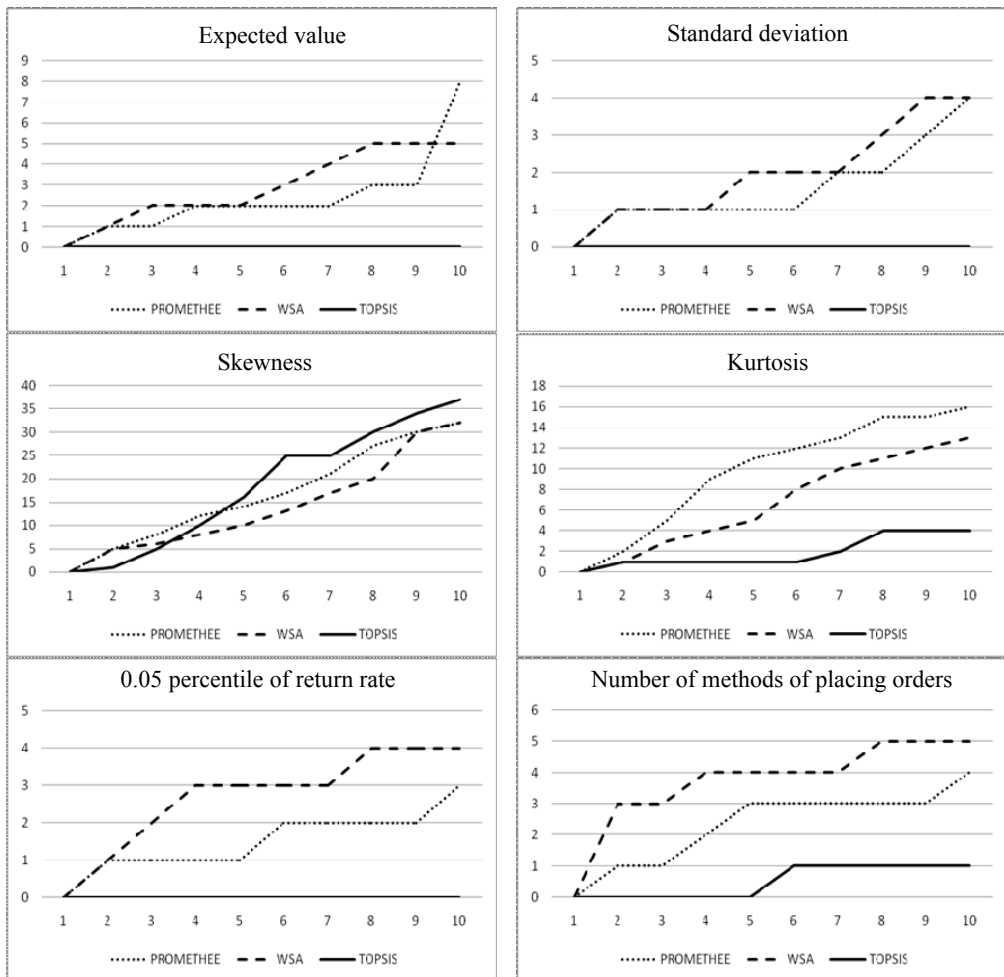 Expected value
9
8
7
6
5
4
3
2
1
0
1 2 3 4 5 6 7 8 9 10
PROMETHEE WSA TOPSIS
Standard deviation
5
4
3
2
1
0
1 2 3 4 5 6 7 8 9 10
PROMETHEE WSA TOPSIS
Skewness
40
35
30
25
20
15
10
5
0
1 2 3 4 5 6 7 8 9 10
PROMETHEE WSA TOPSIS
Kurtosis
18
16
14
12
10
8
6
4
2
0
1 2 3 4 5 6 7 8 9 10
PROMETHEE WSA TOPSIS
0.05 percentile of return rate
5
4
3
2
1
0
1 2 3 4 5 6 7 8 9 10
PROMETHEE WSA TOPSIS
Number of methods of placing orders
6
5
4
3
2
1
0
1 2 3 4 5 6 7 8 9 10
PROMETHEE WSA TOPSIS